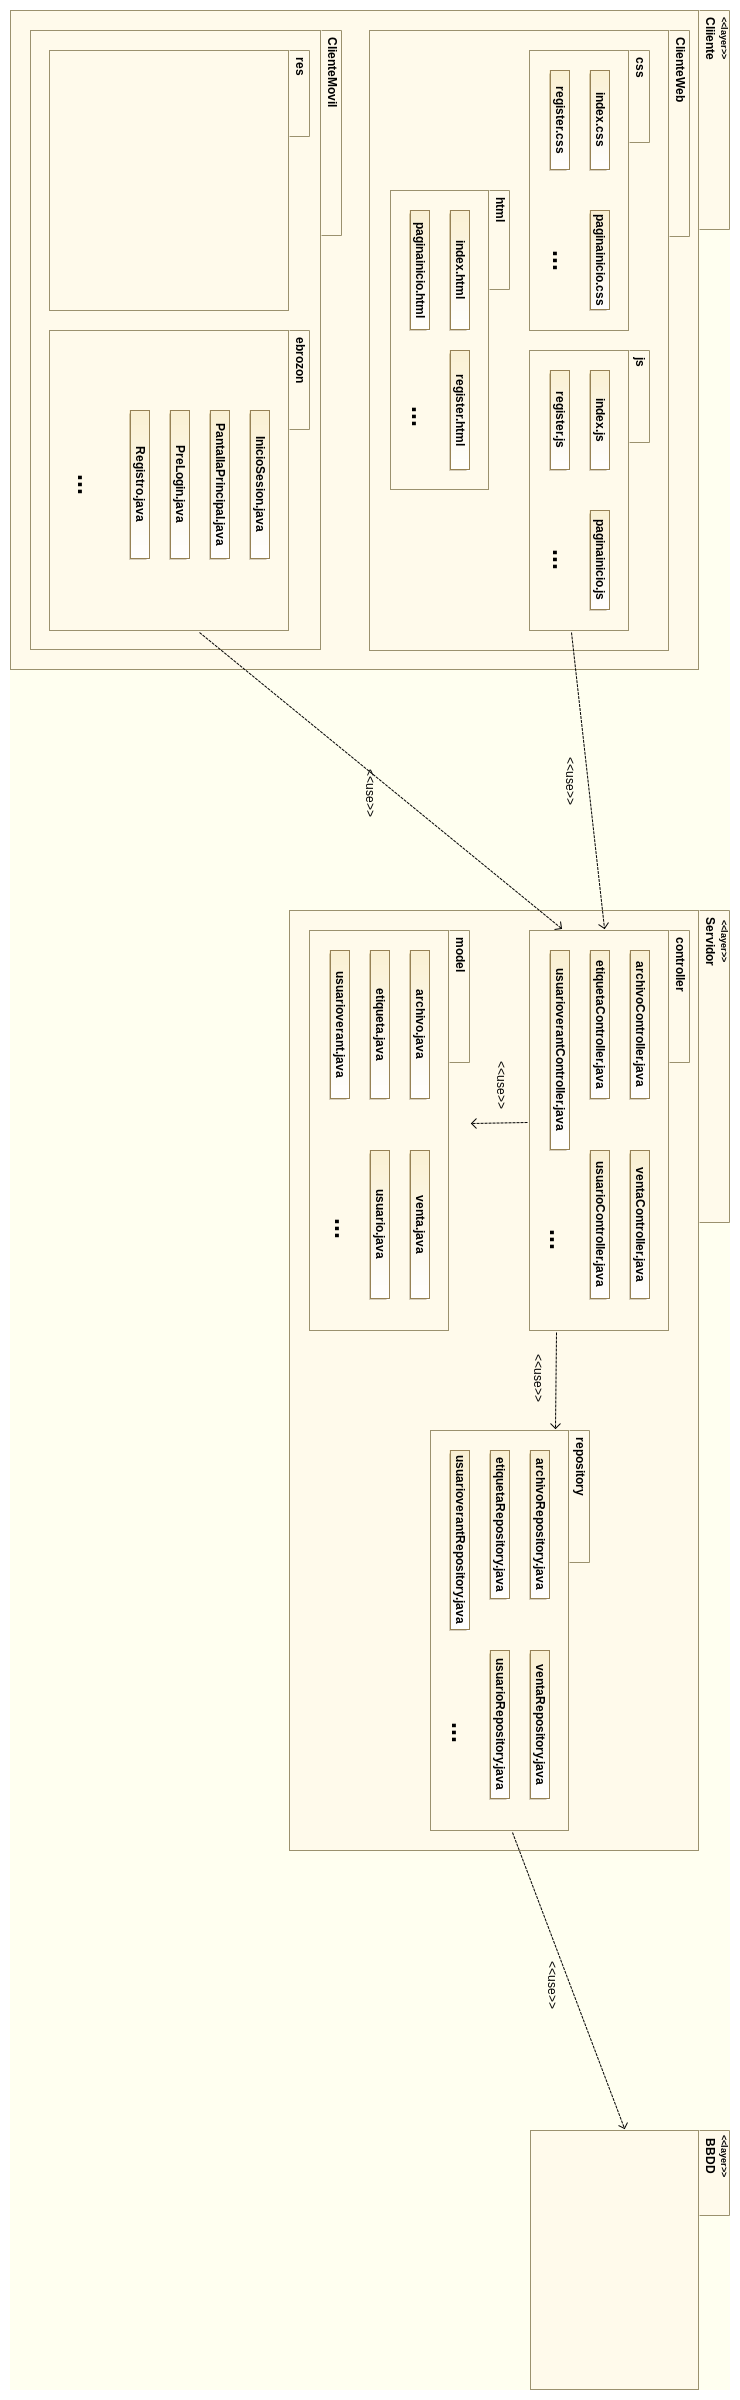 <<layer>>
Cliiente
ClienteWeb
css
index.css
paginainicio.css
register.css
...
js
index.js
paginainicio.js
register.js
...
html
index.html
register.html
paginainicio.html
...
ClienteMovil
res
ebrozon
InicioSesion.java
PantallaPrincipal.java
PreLogin.java
Registro.java
...
<<use>>
<<use>>
<<layer>>
Servidor
controller
archivoController.java
ventaController.java
etiquetaController.java
usuarioController.java
usuarioverantController.java
...
<<use>>
model
archivo.java
venta.java
etiqueta.java
usuario.java
usuarioverant.java
...
<<use>>
repository
archivoRepository.java
ventaRepository.java
etiquetaRepository.java
usuarioRepository.java
usuarioverantRepository.java
...
<<use>>
<<layer>>
BBDD